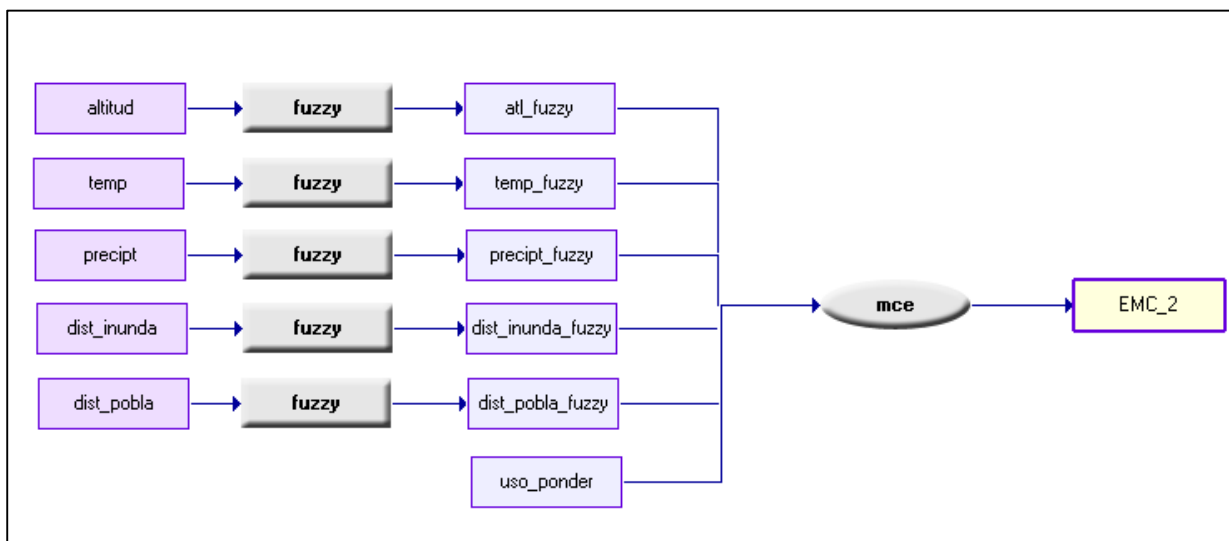 altitud fuzzy atl_fuzzy
temp fuzzy temp_fuzzy
precipt fuzzy precipt_fuzzy
mce EMC_2
dist_inunda fuzzy dist_inunda_fuzzy
dist_pobla fuzzy dist_pobla_fuzzy
uso_ponder